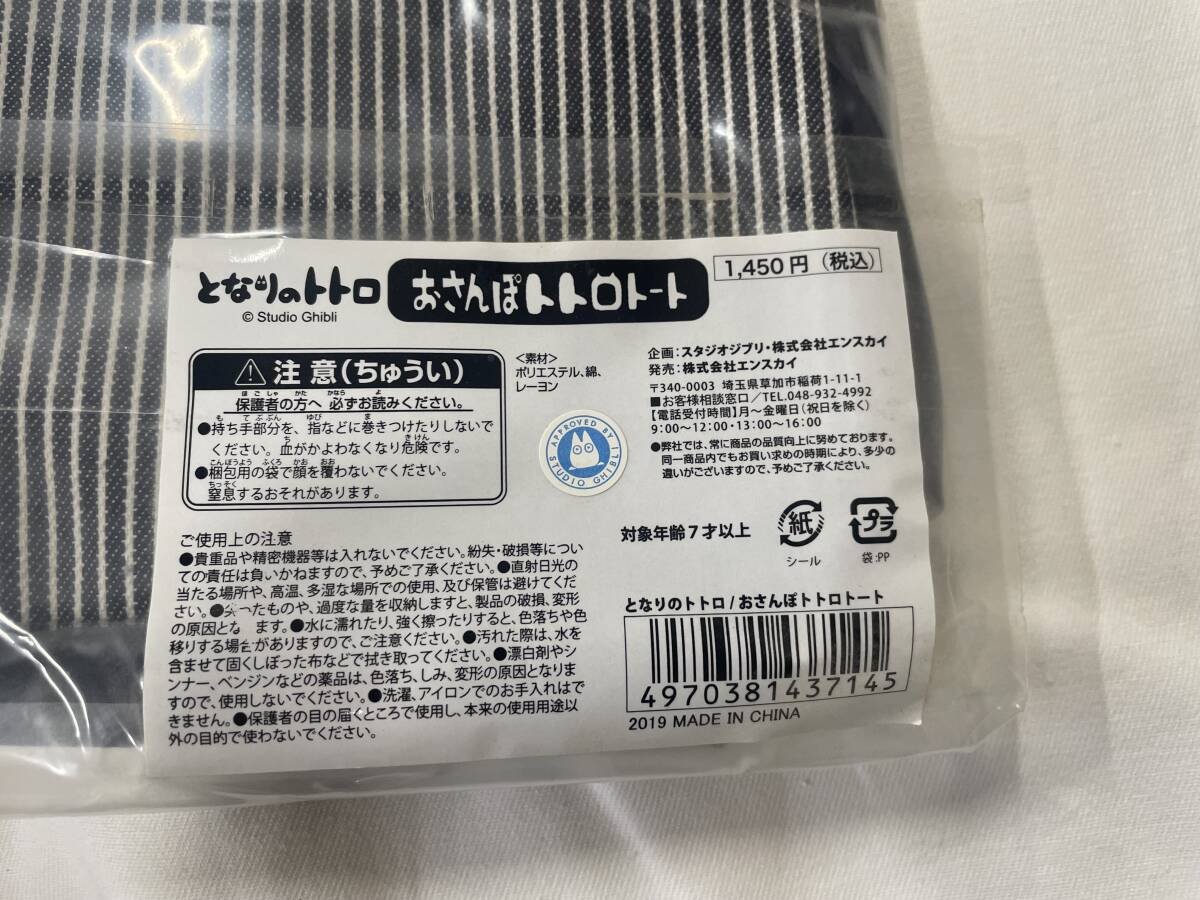 となりのトトロ
© Studio Ghibli
おさんぽトトロトート
1,450円(税込)
⚠注意(ちゅうい)
保護者の方へ 必ずお読みください。
●持ち手部分を、指などに巻きつけたりしないで
ください。血がかよわなくなり危険です。
●梱包用の袋で顔を覆わないでください。
窒息するおそれがあります。
<素材>
ポリエステル、綿、
レーヨン
APPROVED BY
STUDIO GHIBLI
企画:スタジオジブリ・株式会社エンスカイ
発売:株式会社エンスカイ
〒340-0003 埼玉県草加市稲荷1-11-1
■お客様相談窓口/TEL.048-932-4992
【電話受付時間】月〜金曜日(祝日を除く)
9:00〜12:00・13:00〜16:00
●弊社では、常に商品の品質向上に努めております。
同一商品内でもお買い求めの時期により、多少の
違いがございますので、予めご了承ください。
ご使用上の注意
●貴重品や精密機器等は入れないでください。紛失・破損等につい
ての責任は負いかねますので、予めご了承ください。●直射日光の
当たる場所や、高温、多湿な場所での使用、及び保管は避けてくだ
さい。●ったものや、過度な量を収納しますと、製品の破損、変形
の原因とな ます。●水に濡れたり、強く擦ったりすると、色落ちや色
移りする場合がありますので、ご注意ください。●汚れた際は、水を
含ませて固くしぼった布などで拭き取ってください。●漂白剤やシ
ンナー、ベンジンなどの薬品は、色落ち、しみ、変形の原因となりま
すので、使用しないでください。●洗濯、アイロンでのお手入れはで
きません。●保護者の目の届くところで使用し、本来の使用用途以
外の目的で使わないでください。
対象年齢7才以上
紙
シール
プラ
袋:PP
となりのトトロ/おさんぽトトロトート
4970381437145
2019 MADE IN CHINA